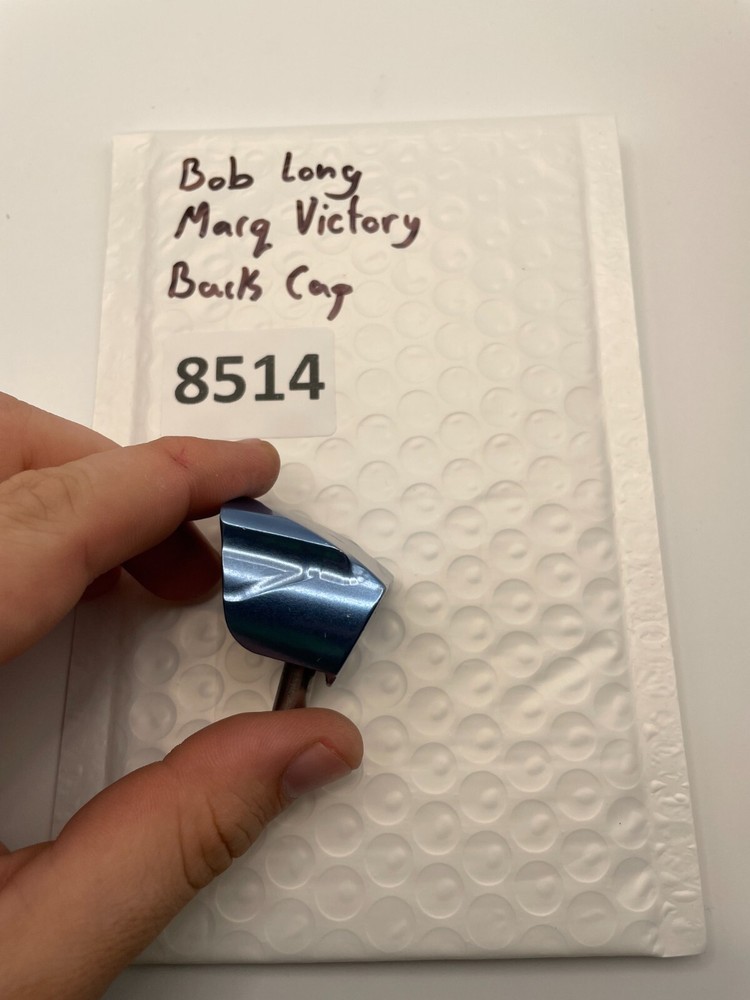 Bob Long
Marq Victory
Back Cap
8514